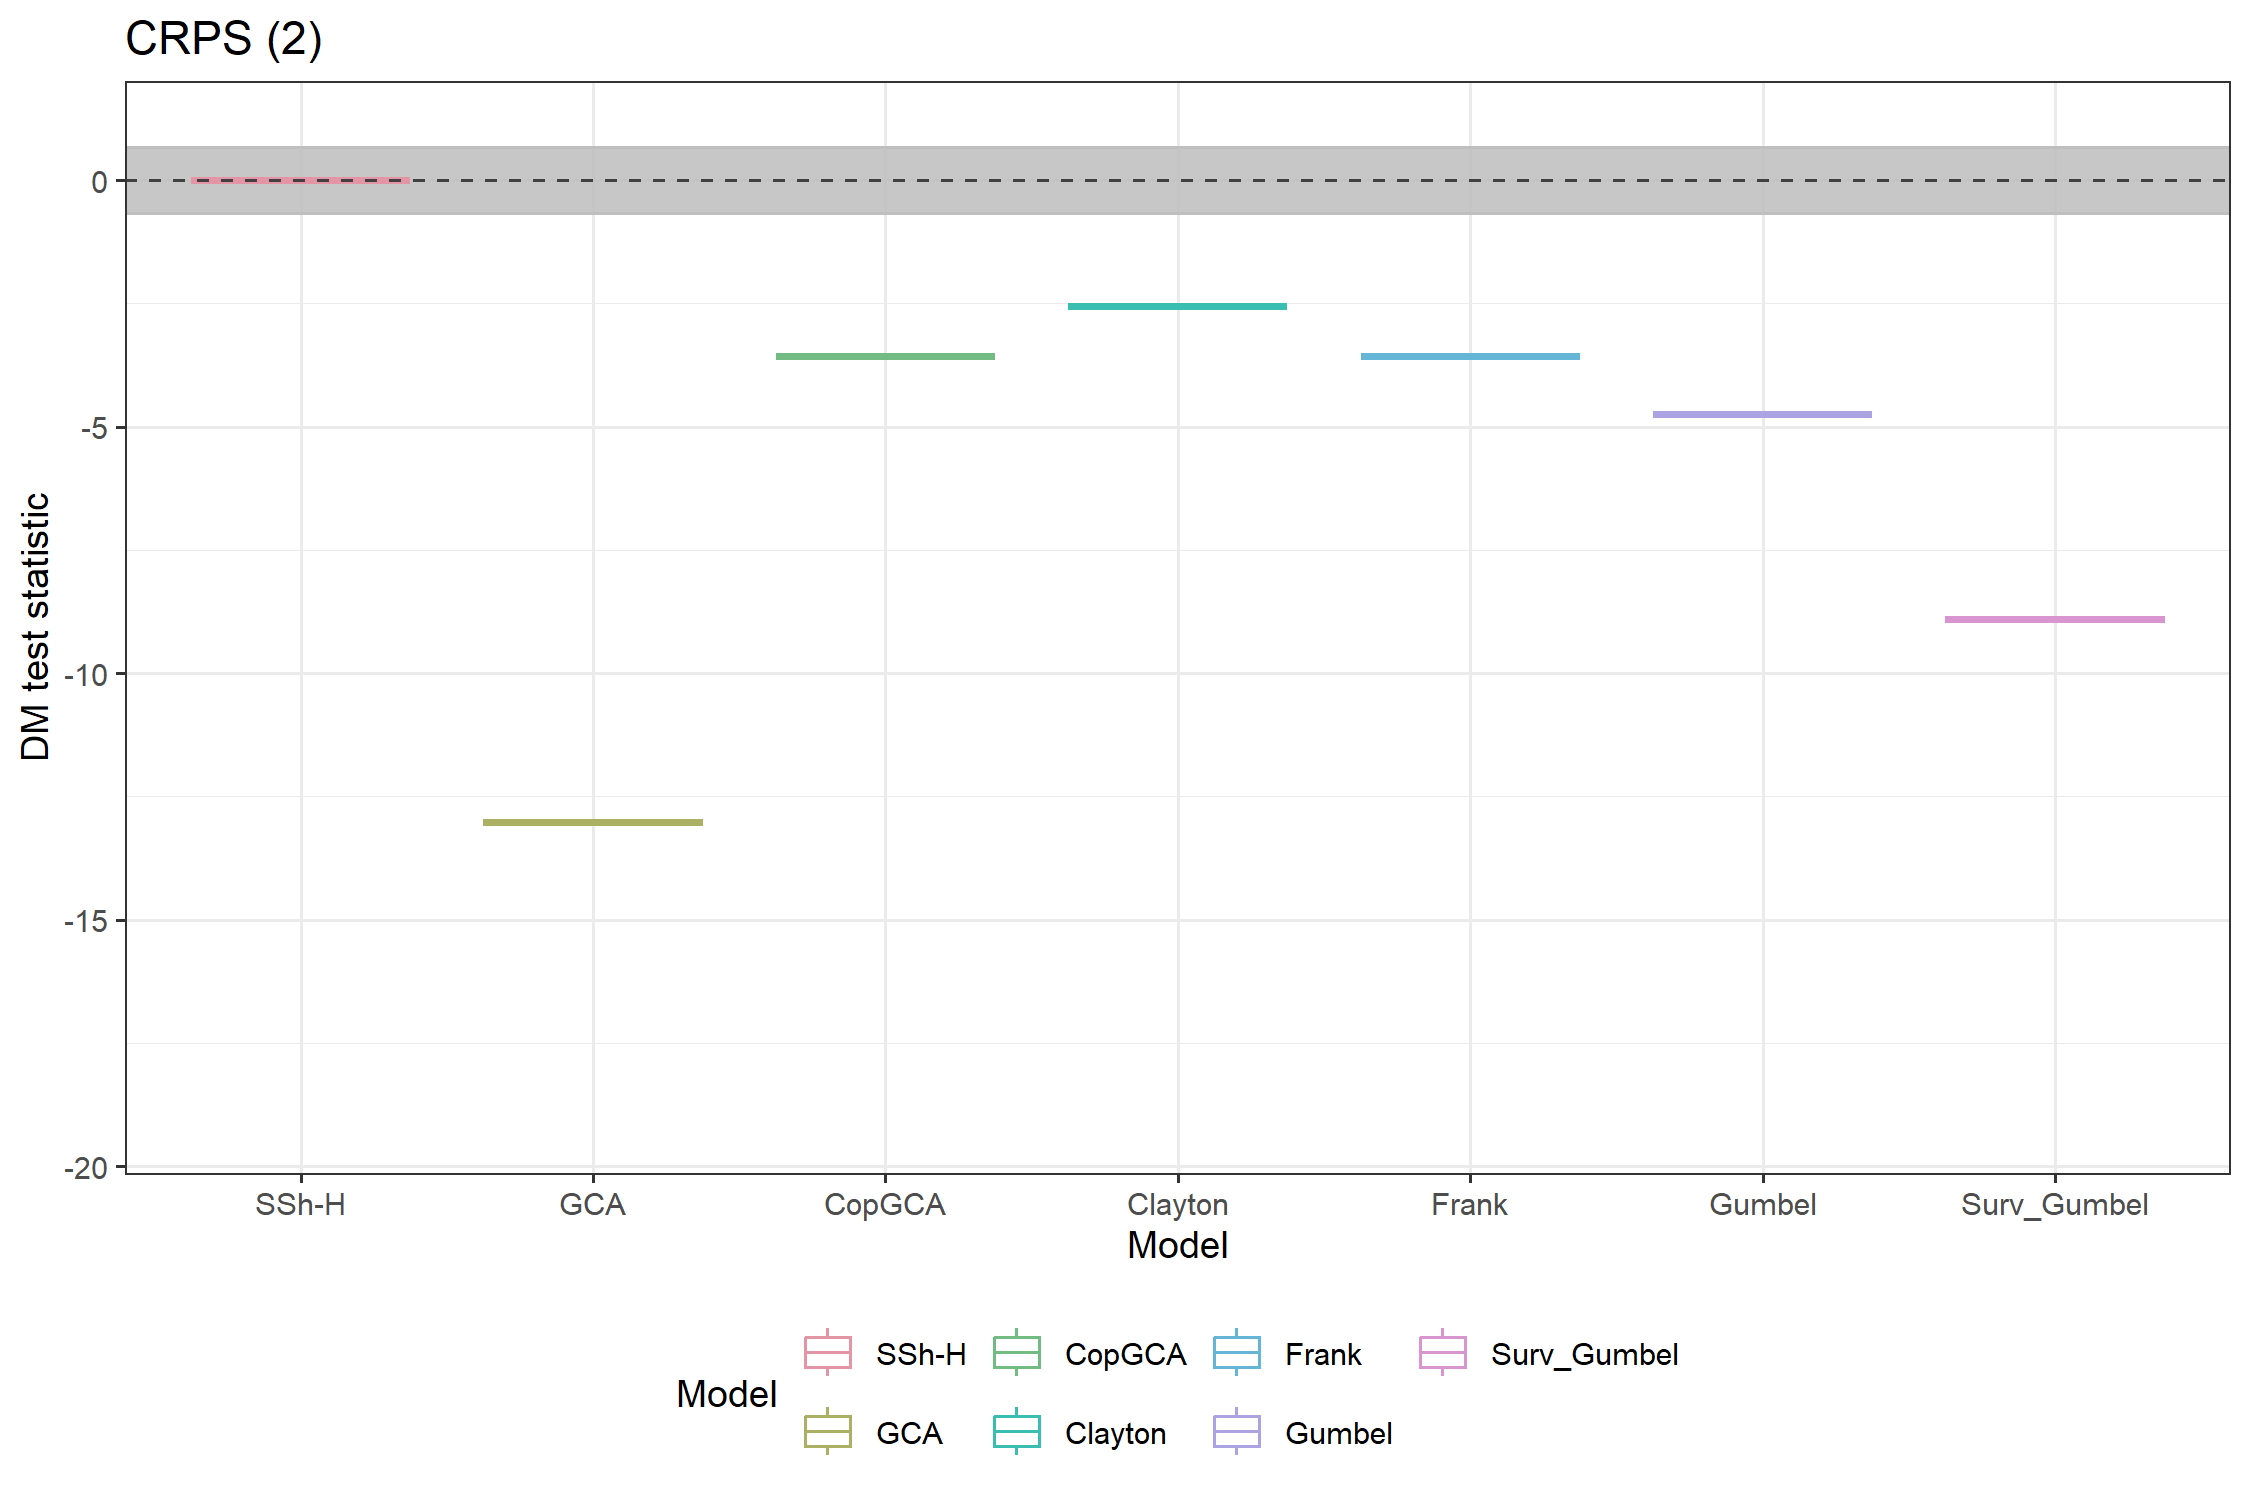 CRPS (2)
DM test statistic
0
-5
-10
-15
-20
SSh-H GCA CopGCA Clayton Frank Gumbel Surv_Gumbel
Model
Model
SSh-H CopGCA Frank Surv_Gumbel
GCA Clayton Gumbel